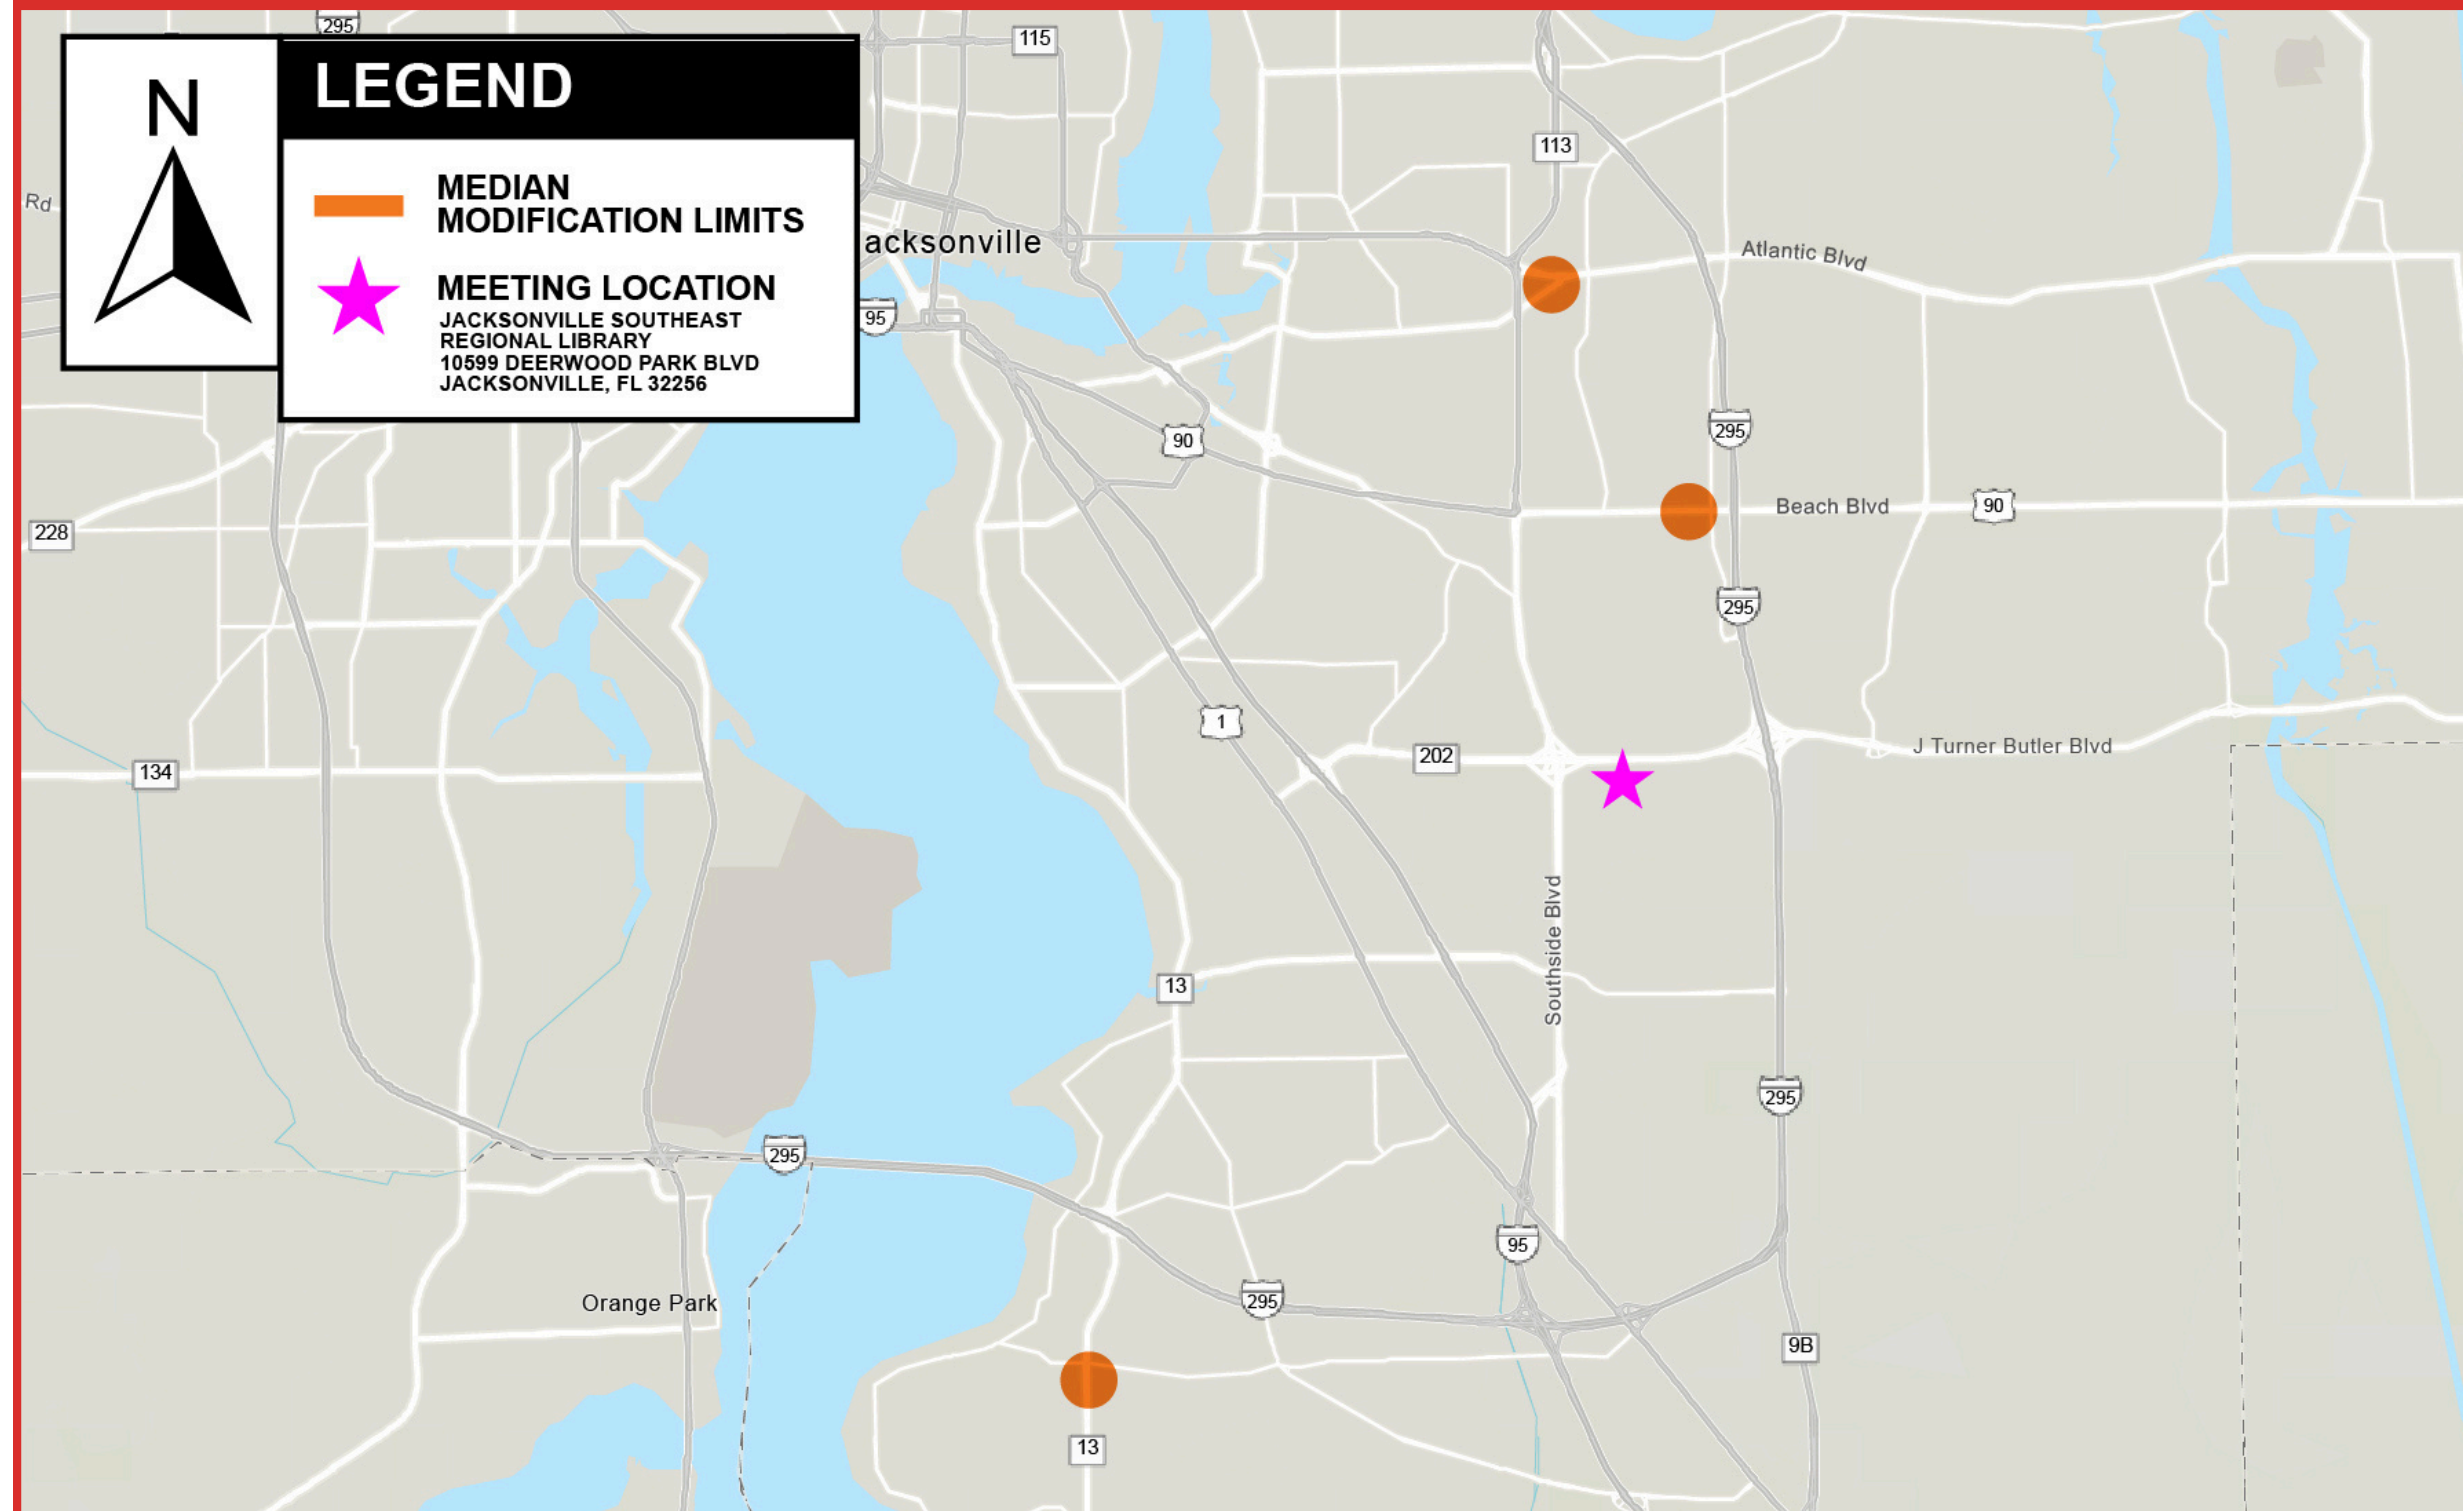 295
115
N
LEGEND
MEDIAN
MODIFICATION LIMITS
MEETING LOCATION
JACKSONVILLE SOUTHEAST
REGIONAL LIBRARY
10599 DEERWOOD PARK BLVD
JACKSONVILLE, FL 32256
113
Rd
acksonville
Atlantic Blvd
95
295
90
Beach Blvd
90
228
295
1
202
J Turner Butler Blvd
134
Southside Blvd
13
295
295
95
295
Orange Park
9B
13